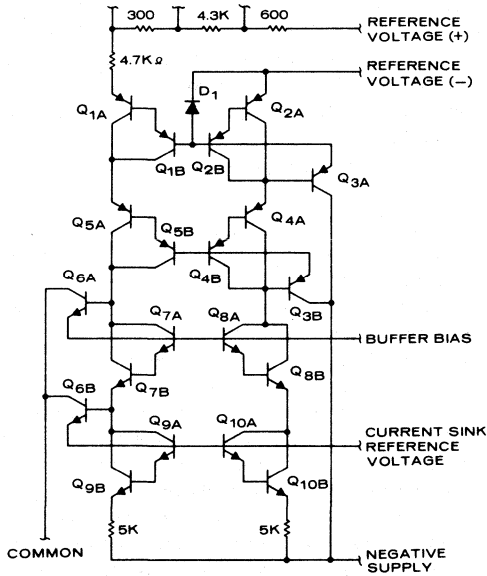 300
4.3K
600
REFERENCE
VOLTAGE (+)
4.7KΩ
REFERENCE
VOLTAGE (−)
D1
Q1A
Q2A
Q1B
Q2B
Q3A
Q5A
Q5B
Q4A
Q4B
Q6A
Q3B
Q7A
Q8A
BUFFER BIAS
Q7B
Q8B
Q6B
Q9A
Q10A
CURRENT SINK
REFERENCE
VOLTAGE
Q9B
Q10B
5K
5K
COMMON
NEGATIVE
SUPPLY